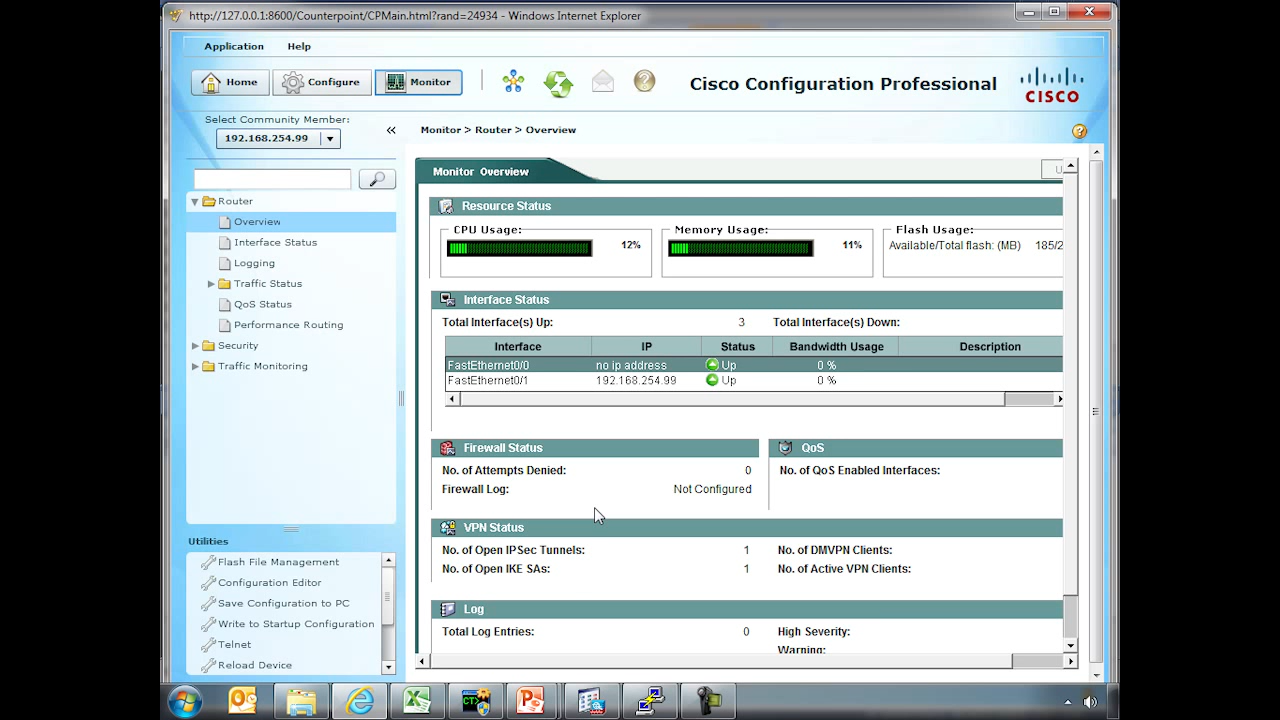 http://127.0.0.1:8600/Counterpoint/CPMain.html?rand=24934 - Windows Internet Explorer
Application Help
Home Configure Monitor
Cisco Configuration Professional
CISCO
Select Community Member:
192.168.254.99
«
Monitor > Router > Overview
Router
Overview
Interface Status
Logging
Traffic Status
QoS Status
Performance Routing
Security
Traffic Monitoring
Utilities
Flash File Management
Configuration Editor
Save Configuration to PC
Write to Startup Configuration
Telnet
Reload Device
Monitor Overview
Resource Status
CPU Usage: Memory Usage: Flash Usage:
12% 11% Available/Total flash: (MB) 185/2
Interface Status
Total Interface(s) Up: 3 Total Interface(s) Down:
Interface IP Status Bandwidth Usage Description
FastEthernet0/0 no ip address Up 0 %
FastEthernet0/1 192.168.254.99 Up 0 %
Firewall Status QoS
No. of Attempts Denied: 0 No. of QoS Enabled Interfaces:
Firewall Log: Not Configured
VPN Status
No. of Open IPSec Tunnels: 1 No. of DMVPN Clients:
No. of Open IKE SAs: 1 No. of Active VPN Clients:
Log
Total Log Entries: 0 High Severity:
Warning: